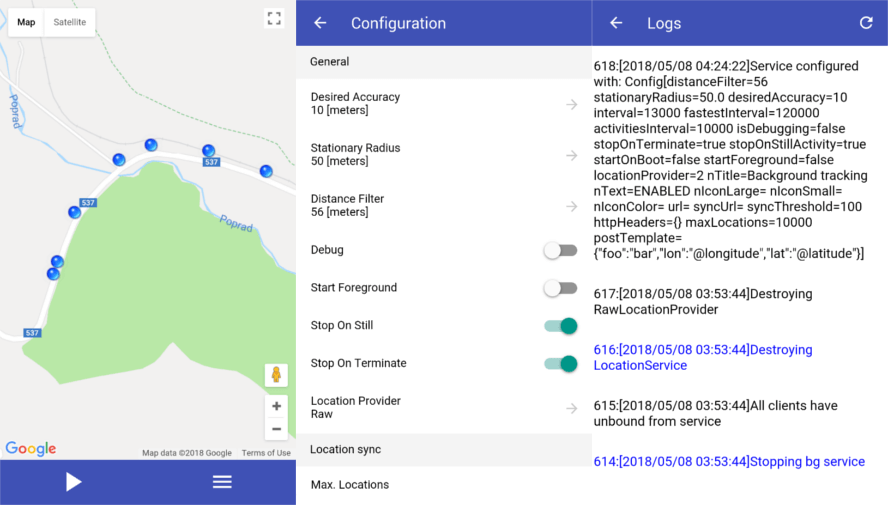 Map Satellite
Poprad
537
537
Poprad
537
Google
Map data ©2018 Google Terms of Use
Configuration
General
Desired Accuracy
10 [meters]
Stationary Radius
50 [meters]
Distance Filter
56 [meters]
Debug
Start Foreground
Stop On Still
Stop On Terminate
Location Provider
Raw
Location sync
Max. Locations
Logs
618:[2018/05/08 04:24:22]Service configured
with: Config[distanceFilter=56
stationaryRadius=50.0 desiredAccuracy=10
interval=13000 fastestInterval=120000
activitiesInterval=10000 isDebugging=false
stopOnTerminate=true stopOnStillActivity=true
startOnBoot=false startForeground=false
locationProvider=2 nTitle=Background tracking
nText=ENABLED nIconLarge= nIconSmall=
nIconColor= url= syncUrl= syncThreshold=100
httpHeaders={} maxLocations=10000
postTemplate=
{"foo":"bar","lon":"@longitude","lat":"@latitude"}]
617:[2018/05/08 03:53:44]Destroying
RawLocationProvider
616:[2018/05/08 03:53:44]Destroying
LocationService
615:[2018/05/08 03:53:44]All clients have
unbound from service
614:[2018/05/08 03:53:44]Stopping bg service